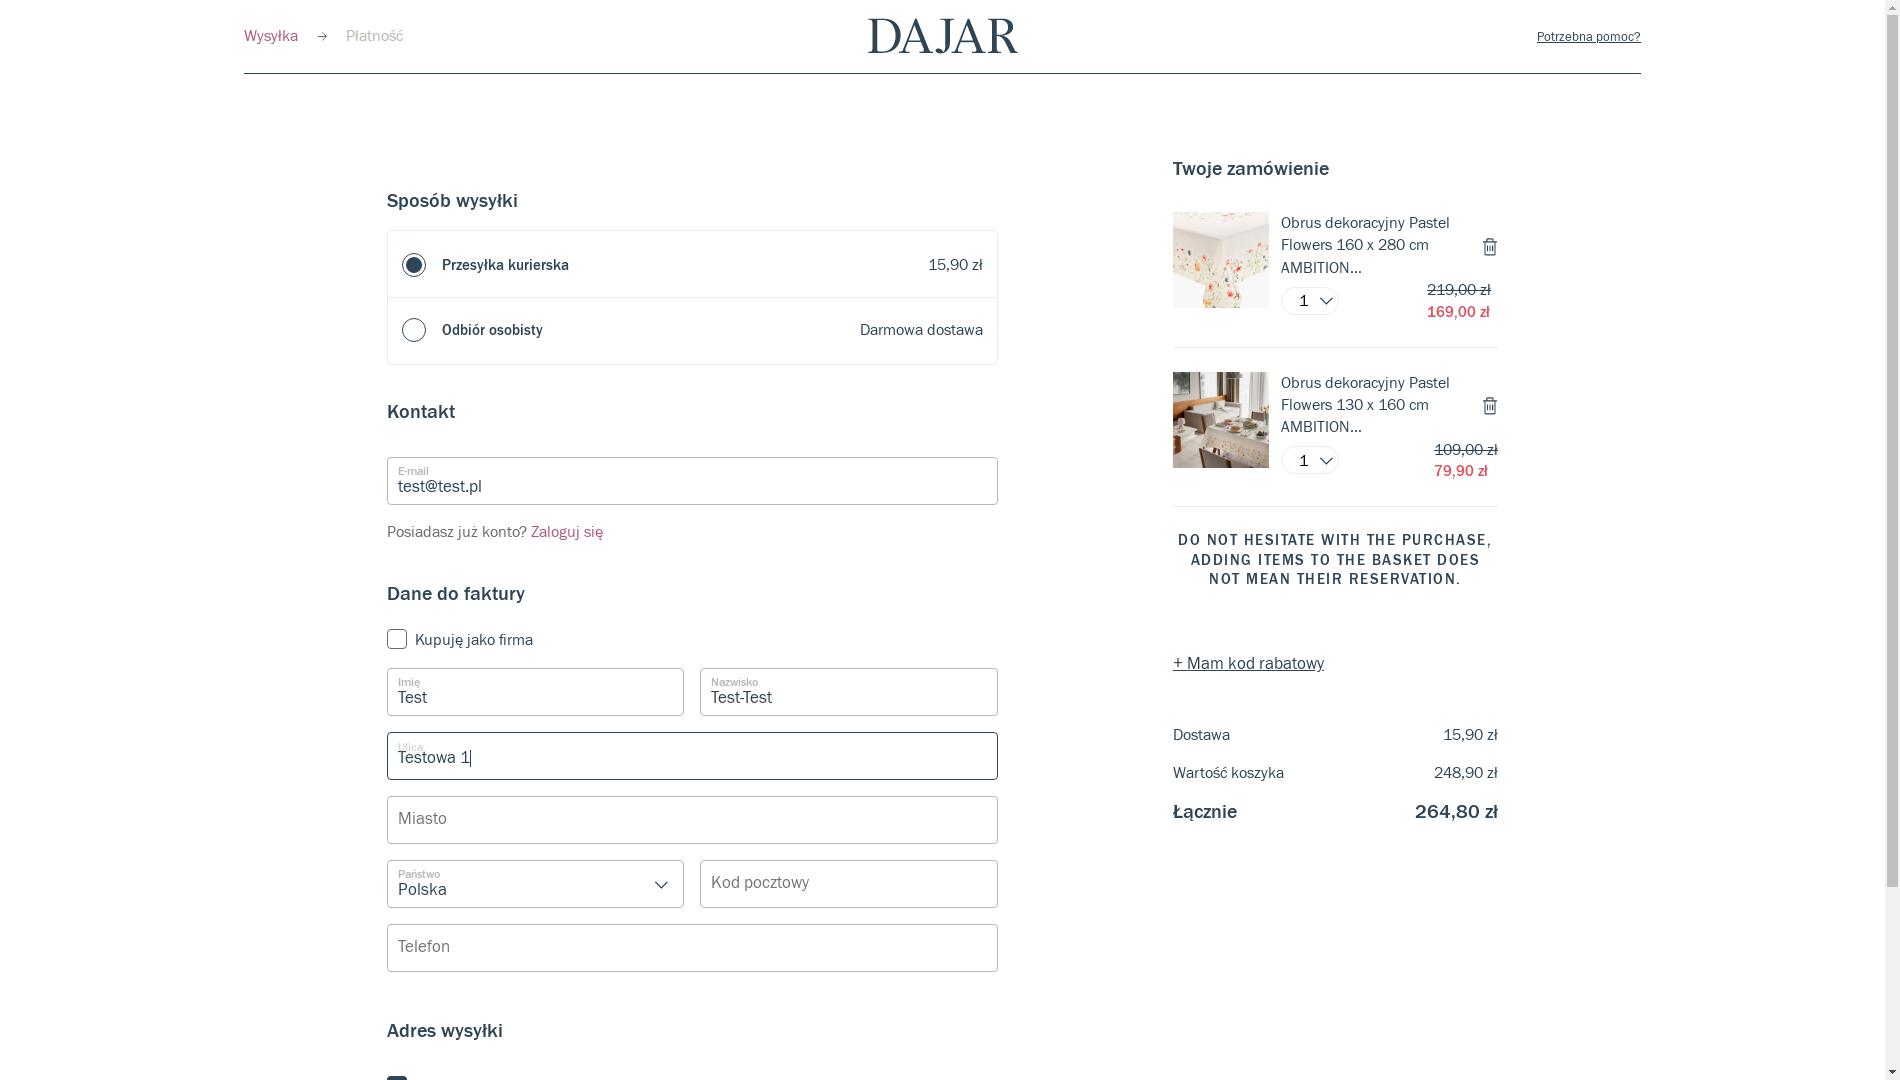 Wysyłka → Płatność
DAJAR
Potrzebna pomoc?
Sposób wysyłki
Przesyłka kurierska 15,90 zł
Odbiór osobisty Darmowa dostawa
Kontakt
E-mail
test@test.pl
Posiadasz już konto? Zaloguj się
Dane do faktury
Kupuję jako firma
Imię
Test
Nazwisko
Test-Test
Ulica
Testowa 1
Miasto
Państwo
Polska
Kod pocztowy
Telefon
Adres wysyłki
Twoje zamówienie
Obrus dekoracyjny Pastel
Flowers 160 x 280 cm
AMBITION...
1
219,00 zł
169,00 zł
Obrus dekoracyjny Pastel
Flowers 130 x 160 cm
AMBITION...
1
109,00 zł
79,90 zł
DO NOT HESITATE WITH THE PURCHASE,
ADDING ITEMS TO THE BASKET DOES
NOT MEAN THEIR RESERVATION.
+ Mam kod rabatowy
Dostawa 15,90 zł
Wartość koszyka 248,90 zł
Łącznie 264,80 zł